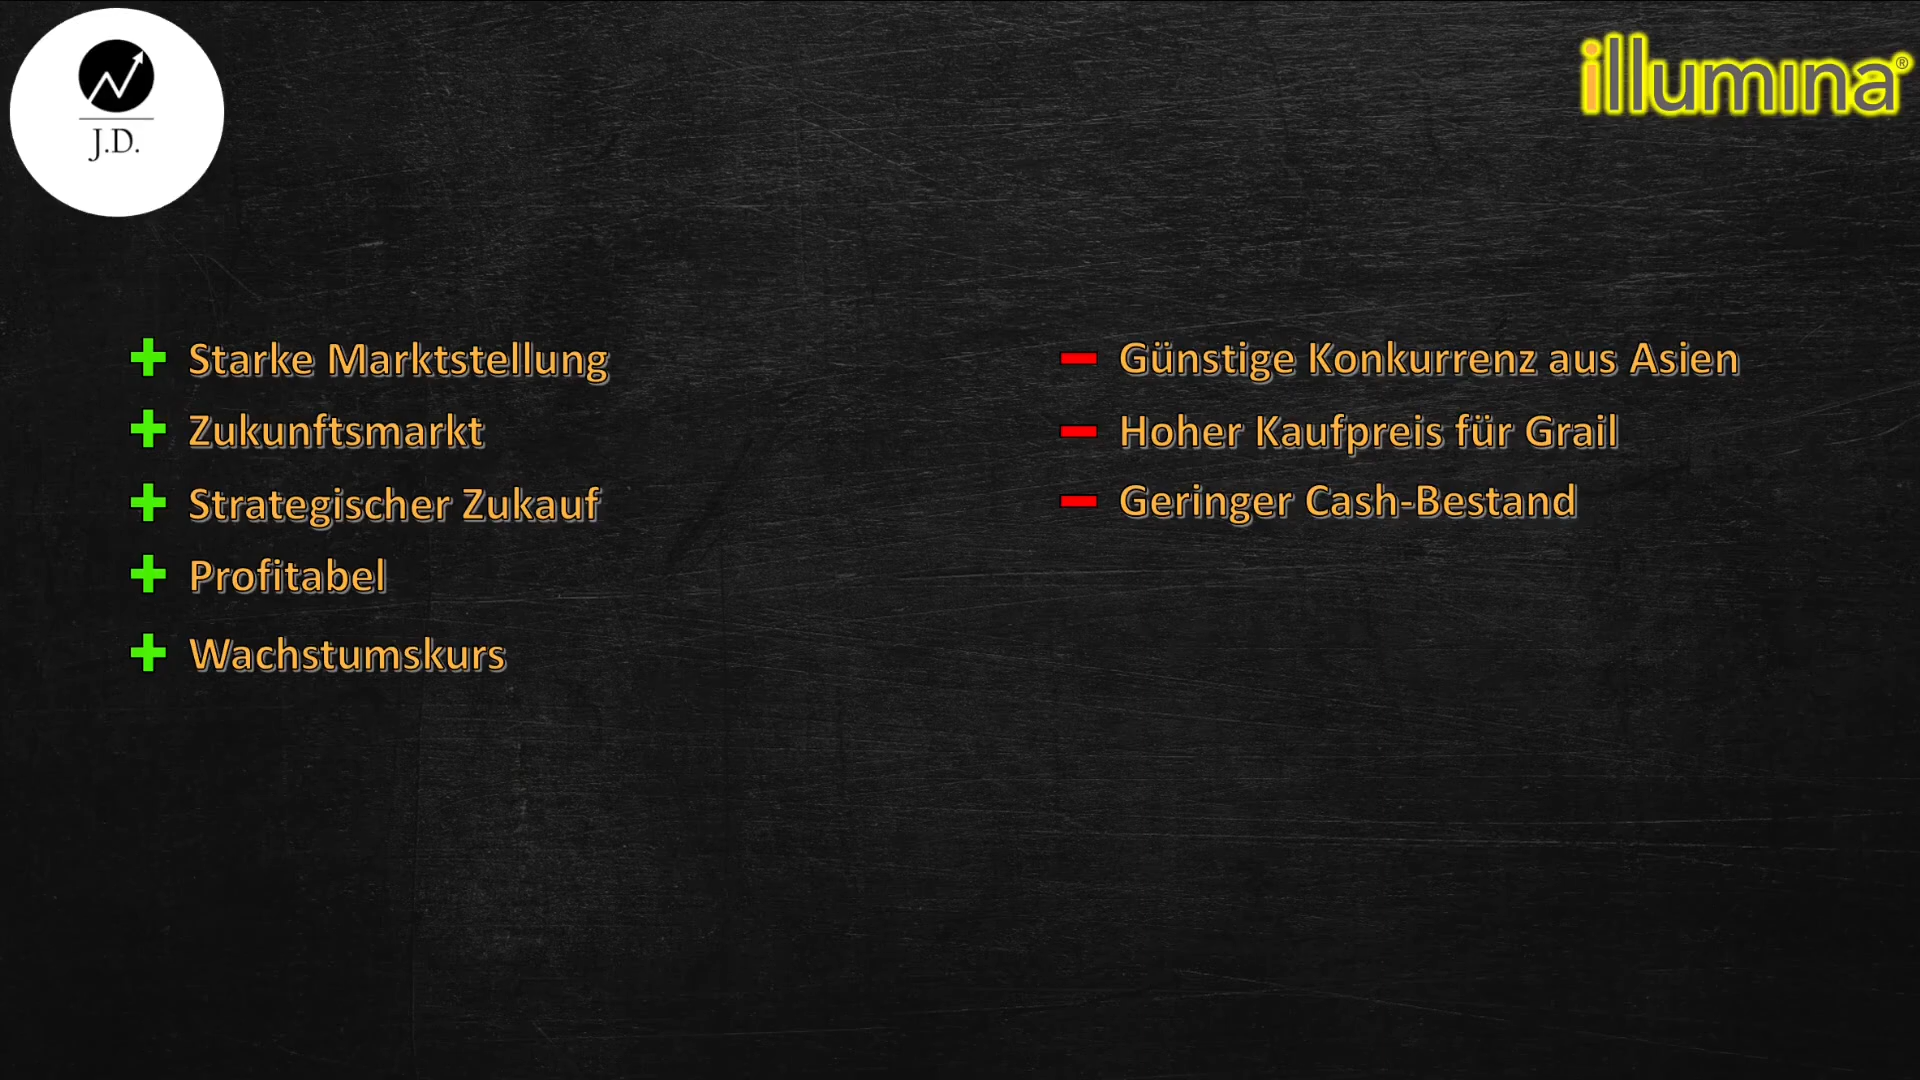 J.D.
illumina®
Starke Marktstellung
Zukunftsmarkt
Strategischer Zukauf
Profitabel
Wachstumskurs
Günstige Konkurrenz aus Asien
Hoher Kaufpreis für Grail
Geringer Cash-Bestand